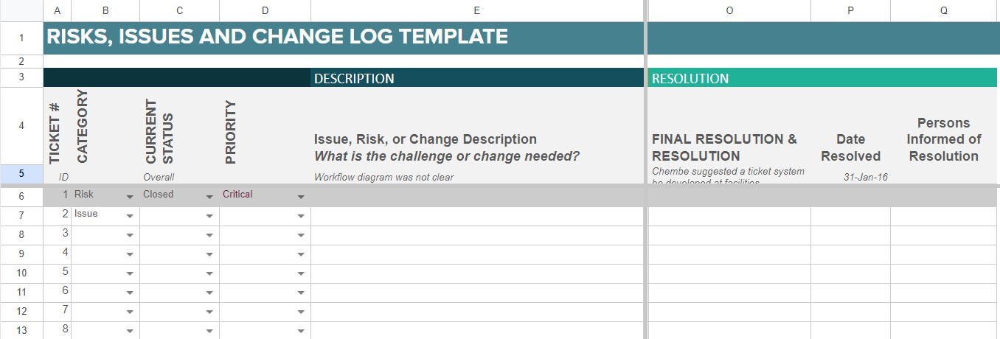 A B C D E O P Q
1 RISKS, ISSUES AND CHANGE LOG TEMPLATE
2
3 DESCRIPTION RESOLUTION
4 TICKET # CATEGORY CURRENT STATUS PRIORITY
Issue, Risk, or Change Description
What is the challenge or change needed?
FINAL RESOLUTION &
RESOLUTION
Date
Resolved
Persons
Informed of
Resolution
5 ID Overall Workflow diagram was not clear
Chembe suggested a ticket system
be developed at facilities
31-Jan-16
6 1 Risk Closed Critical
7 2 Issue
8 3
9 4
10 5
11 6
12 7
13 8